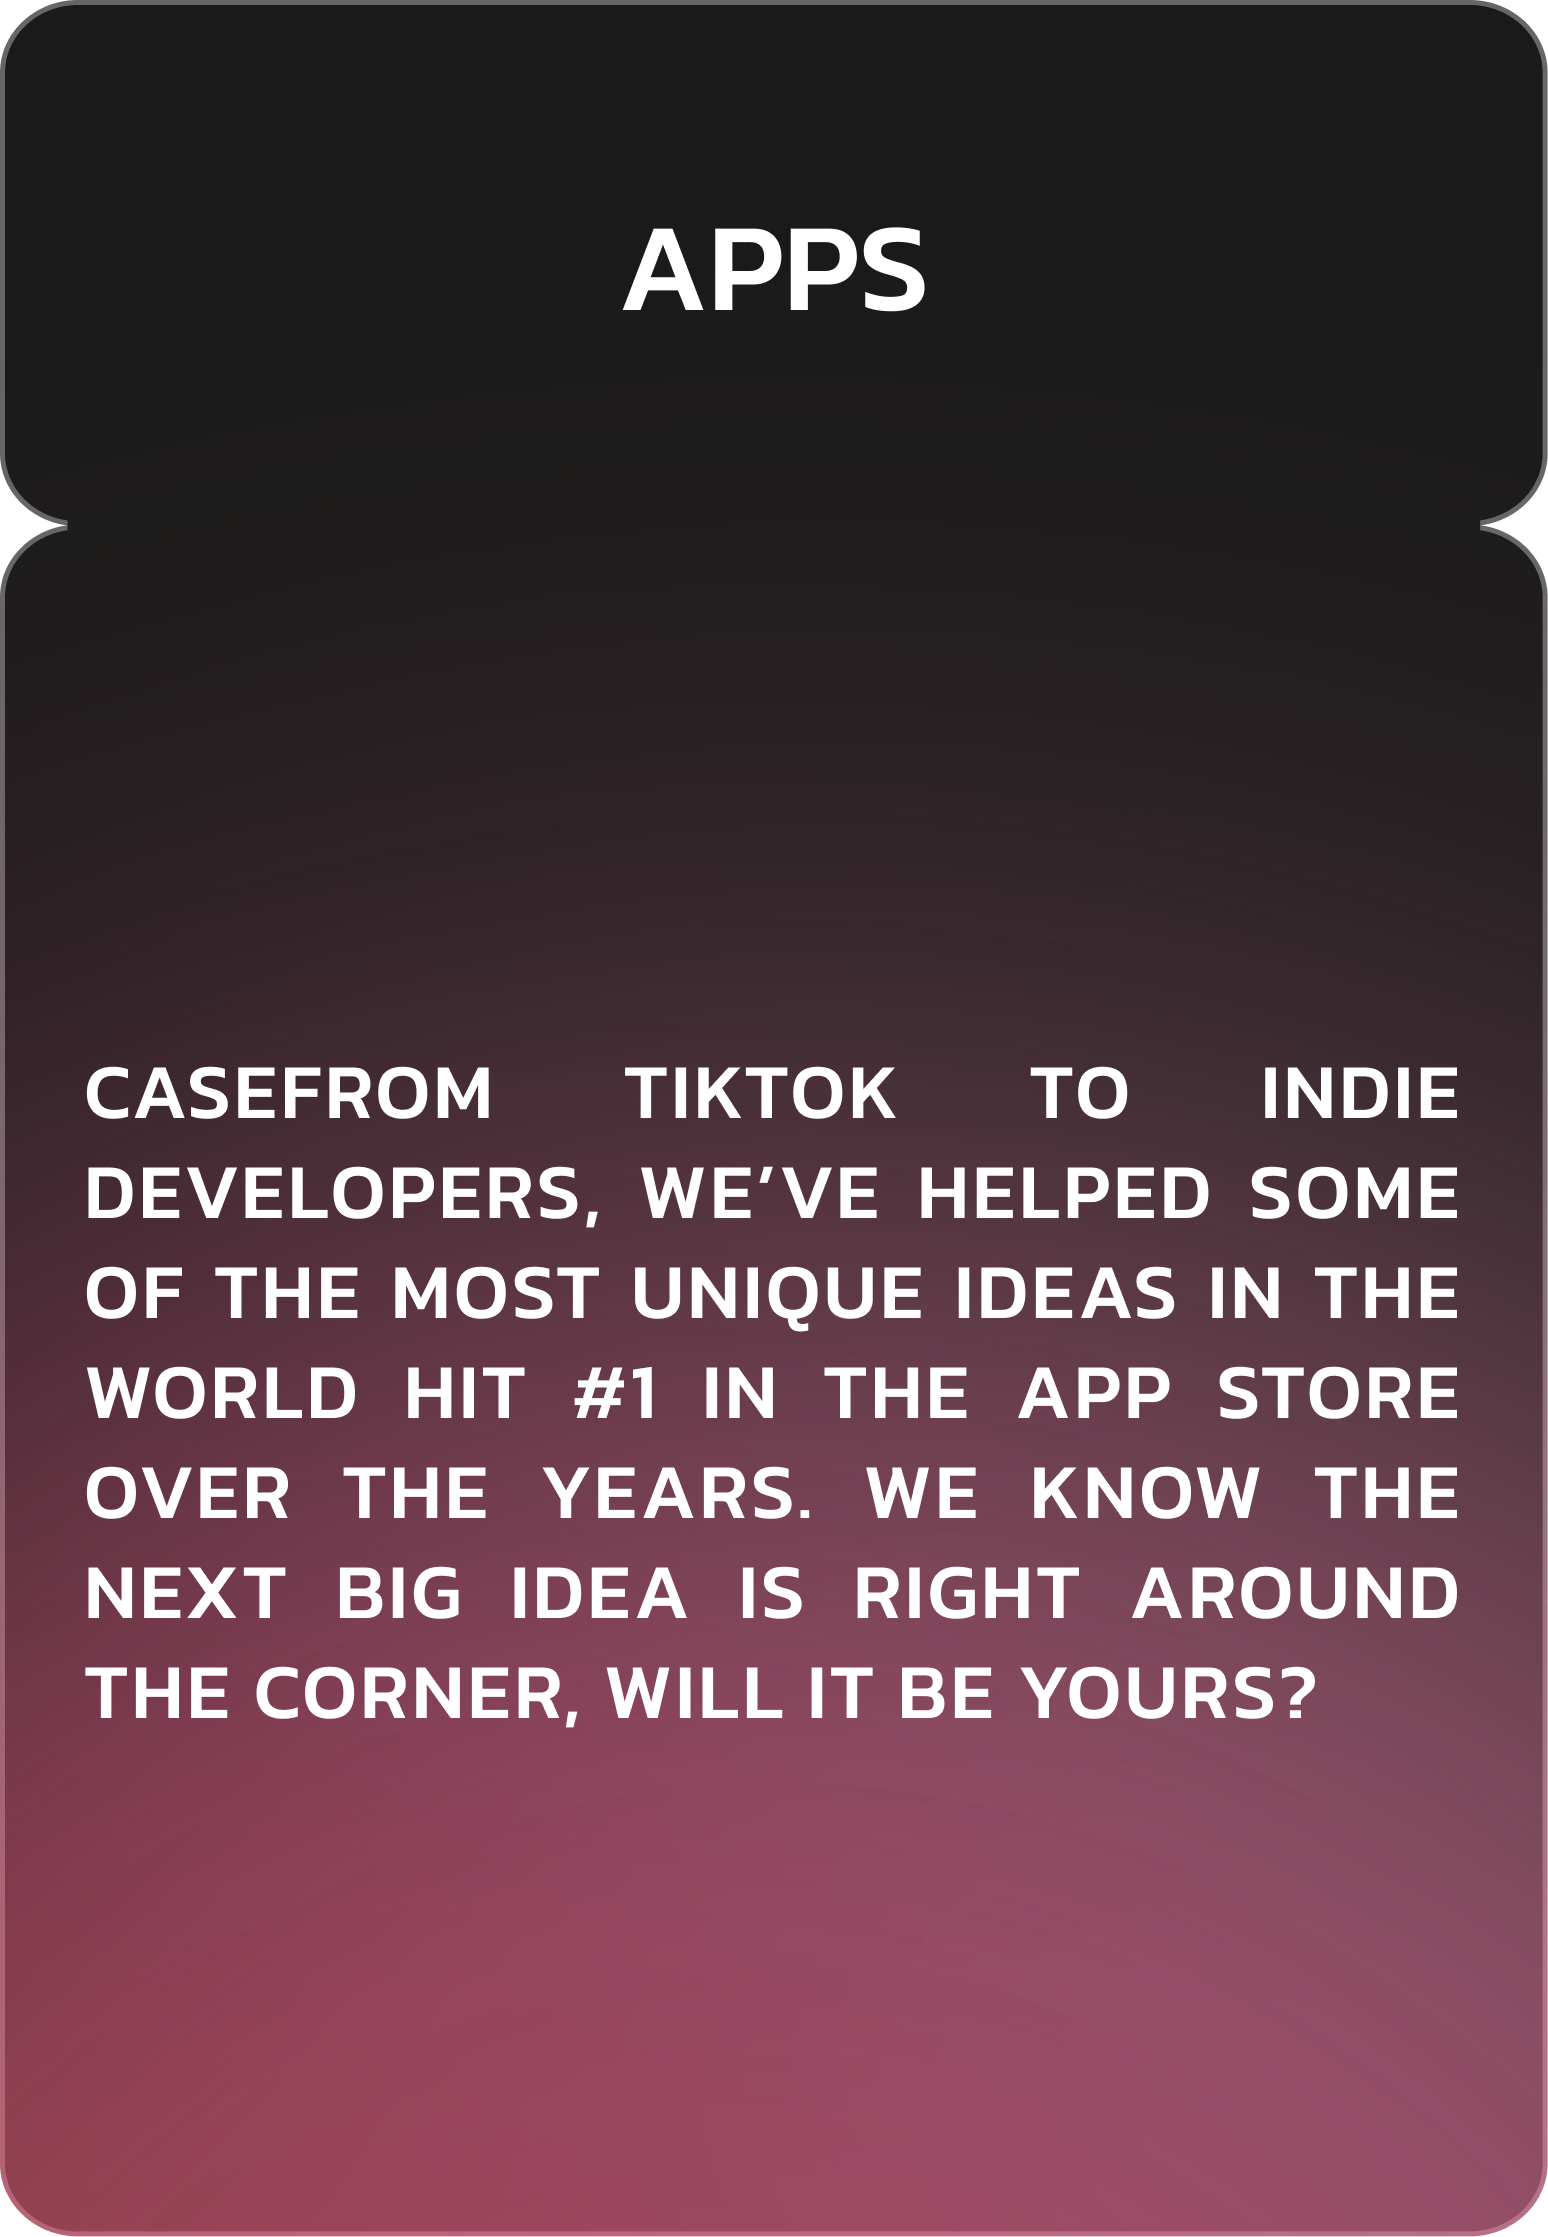 APPS
CASEFROM TIKTOK TO INDIE
DEVELOPERS, WE’VE HELPED SOME
OF THE MOST UNIQUE IDEAS IN THE
WORLD HIT #1 IN THE APP STORE
OVER THE YEARS. WE KNOW THE
NEXT BIG IDEA IS RIGHT AROUND
THE CORNER, WILL IT BE YOURS?